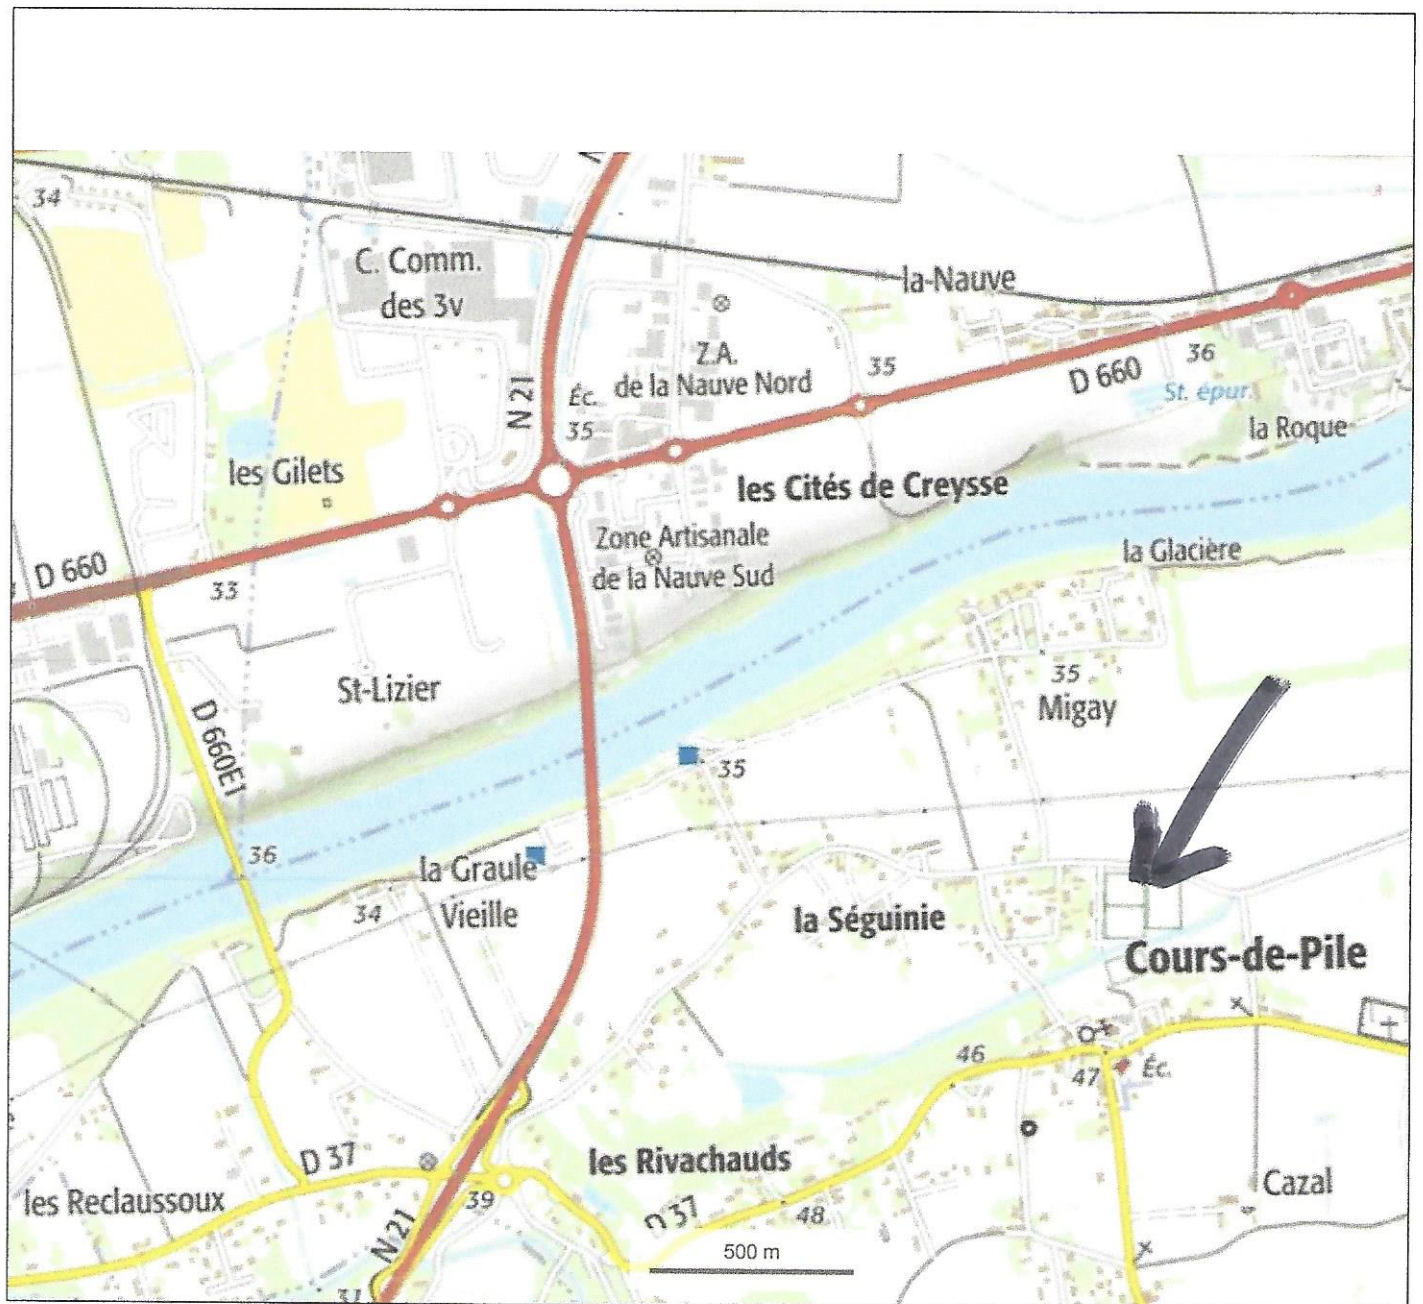 34
C. Comm.
des 3v
la-Nauve
Z.A.
de la Nauve Nord
N 21
Éc.
35
35
D 660
36
St. épur.
la Roque
les Gilets
les Cités de Creysse
Zone Artisanale
de la Nauve Sud
la Glacière
D 660
33
St-Lizier
35
Migay
D 660E1
35
36
la Graule
Vieille
34
la Séguinie
Cours-de-Pile
46
47
Éc.
D 37
les Rivachauds
les Reclaussoux
39
Cazal
N 21
D 37
48
500 m